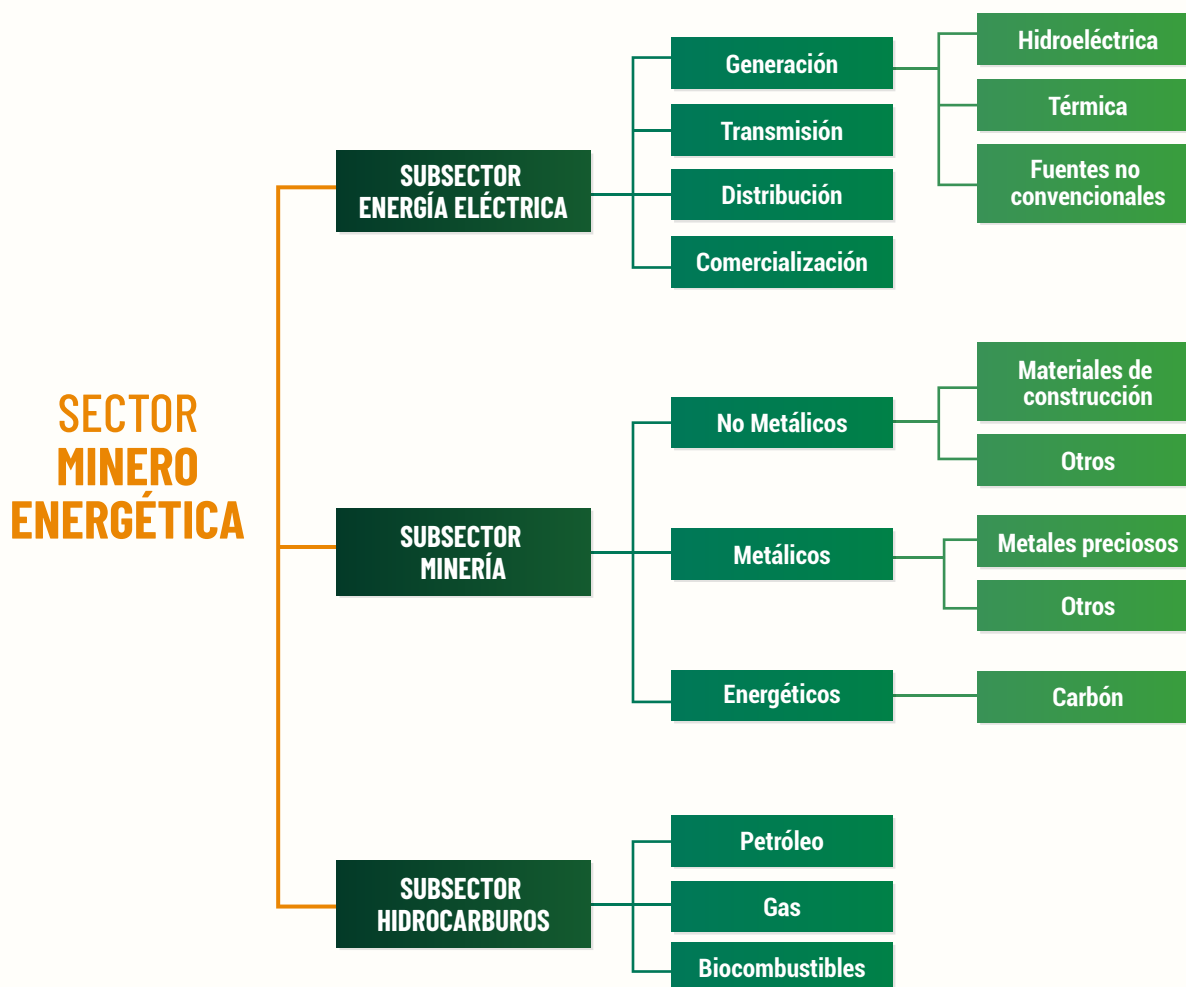 SECTOR
MINERO
ENERGÉTICA
SUBSECTOR
ENERGÍA ELÉCTRICA
Generación
Hidroeléctrica
Térmica
Fuentes no
convencionales
Transmisión
Distribución
Comercialización
SUBSECTOR
MINERÍA
No Metálicos
Materiales de
construcción
Otros
Metálicos
Metales preciosos
Otros
Energéticos
Carbón
SUBSECTOR
HIDROCARBUROS
Petróleo
Gas
Biocombustibles